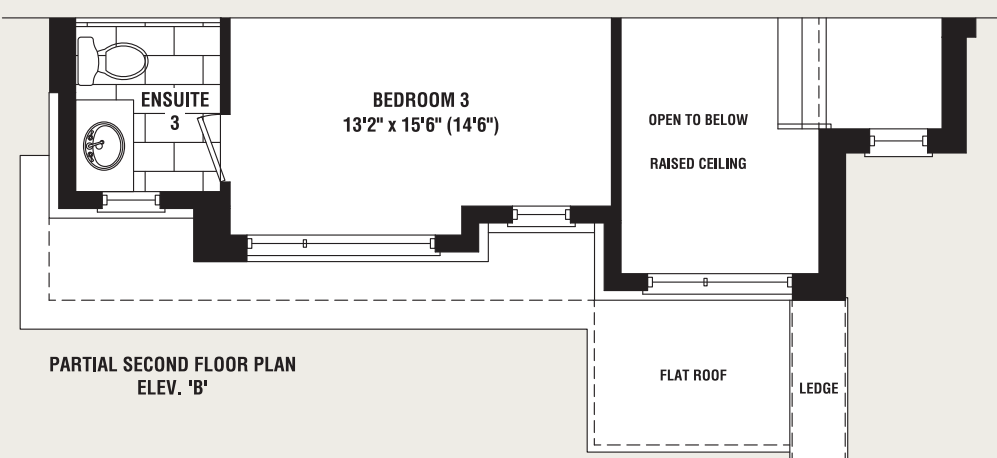 ENSUITE
3
BEDROOM 3
13'2" x 15'6" (14'6")
OPEN TO BELOW
RAISED CEILING
PARTIAL SECOND FLOOR PLAN
ELEV. 'B'
FLAT ROOF
LEDGE